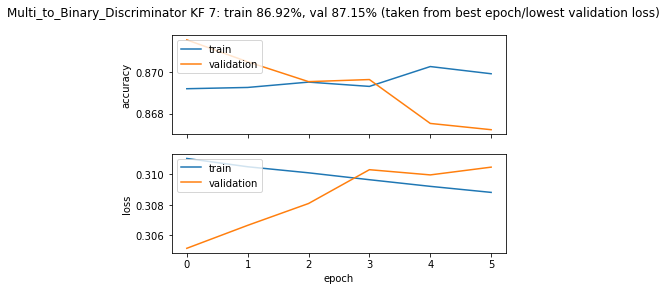 Multi_to_Binary_Discriminator KF 7: train 86.92%, val 87.15% (taken from best epoch/lowest validation loss)
train
validation
0.870
0.868
accuracy
train
validation
0.310
0.308
0.306
loss
0 1 2 3 4 5
epoch